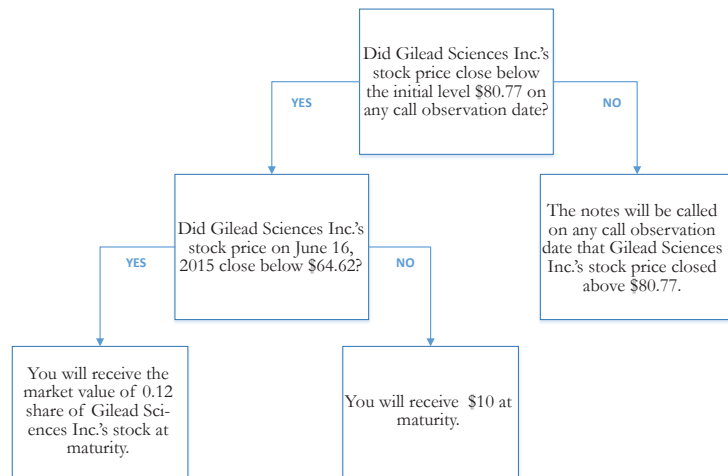 Did Gilead Sciences Inc.'s
stock price close below
the initial level $80.77 on
any call observation date?
YES
NO
Did Gilead Sciences Inc.'s
stock price on June 16,
2015 close below $64.62?
The notes will be called
on any call observation
date that Gilead Sciences
Inc.'s stock price closed
above $80.77.
YES
NO
You will receive the
market value of 0.12
share of Gilead Sci-
ences Inc.'s stock at
maturity.
You will receive $10 at
maturity.